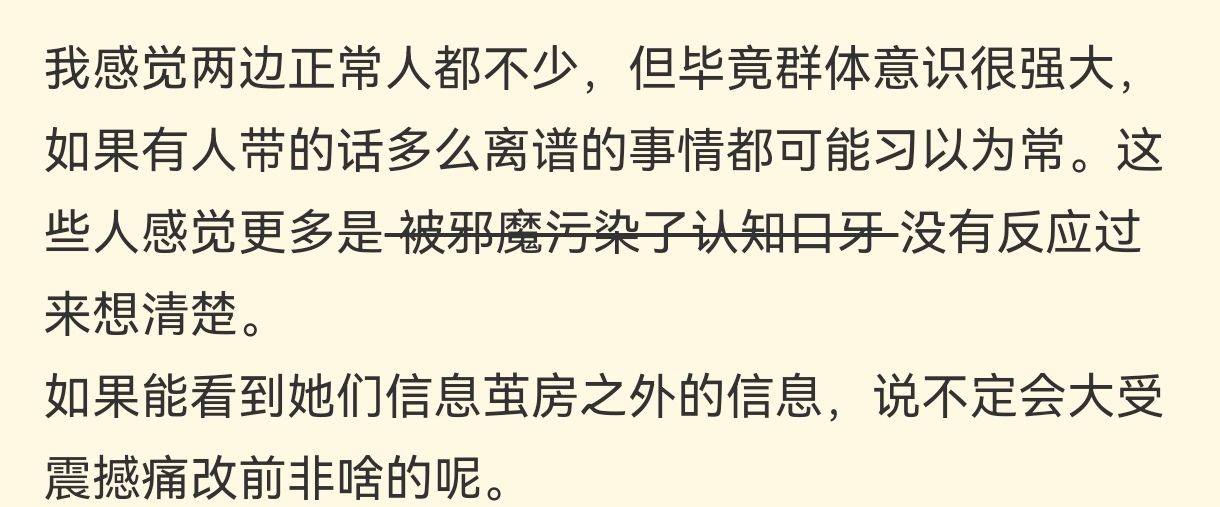 我感觉两边正常人都不少，但毕竟群体意识很强大，
如果有人带的话多么离谱的事情都可能习以为常。这
些人感觉更多是 被邪魔污染了认知口牙 没有反应过
来想清楚。
如果能看到她们信息茧房之外的信息，说不定会大受
震撼痛改前非啥的呢。